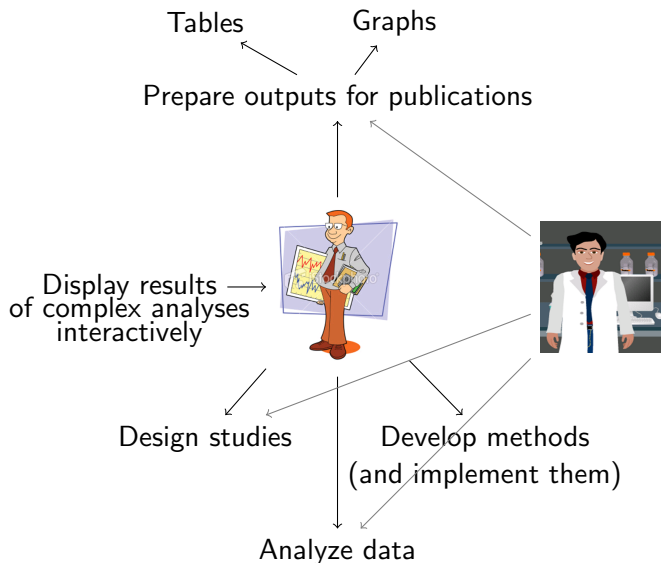 Tables
Graphs
Prepare outputs for publications
Display results
of complex analyses
interactively
Design studies
Develop methods
(and implement them)
Analyze data